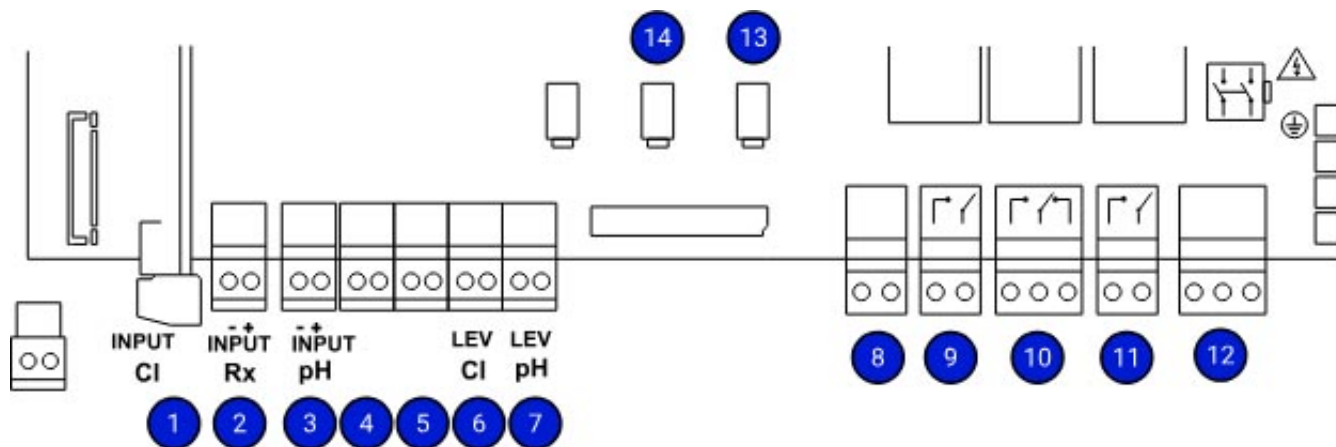 14 13
- + - +
INPUT INPUT INPUT LEV LEV
Cl Rx pH Cl pH
8 9 10 11 12
1 2 3 4 5 6 7